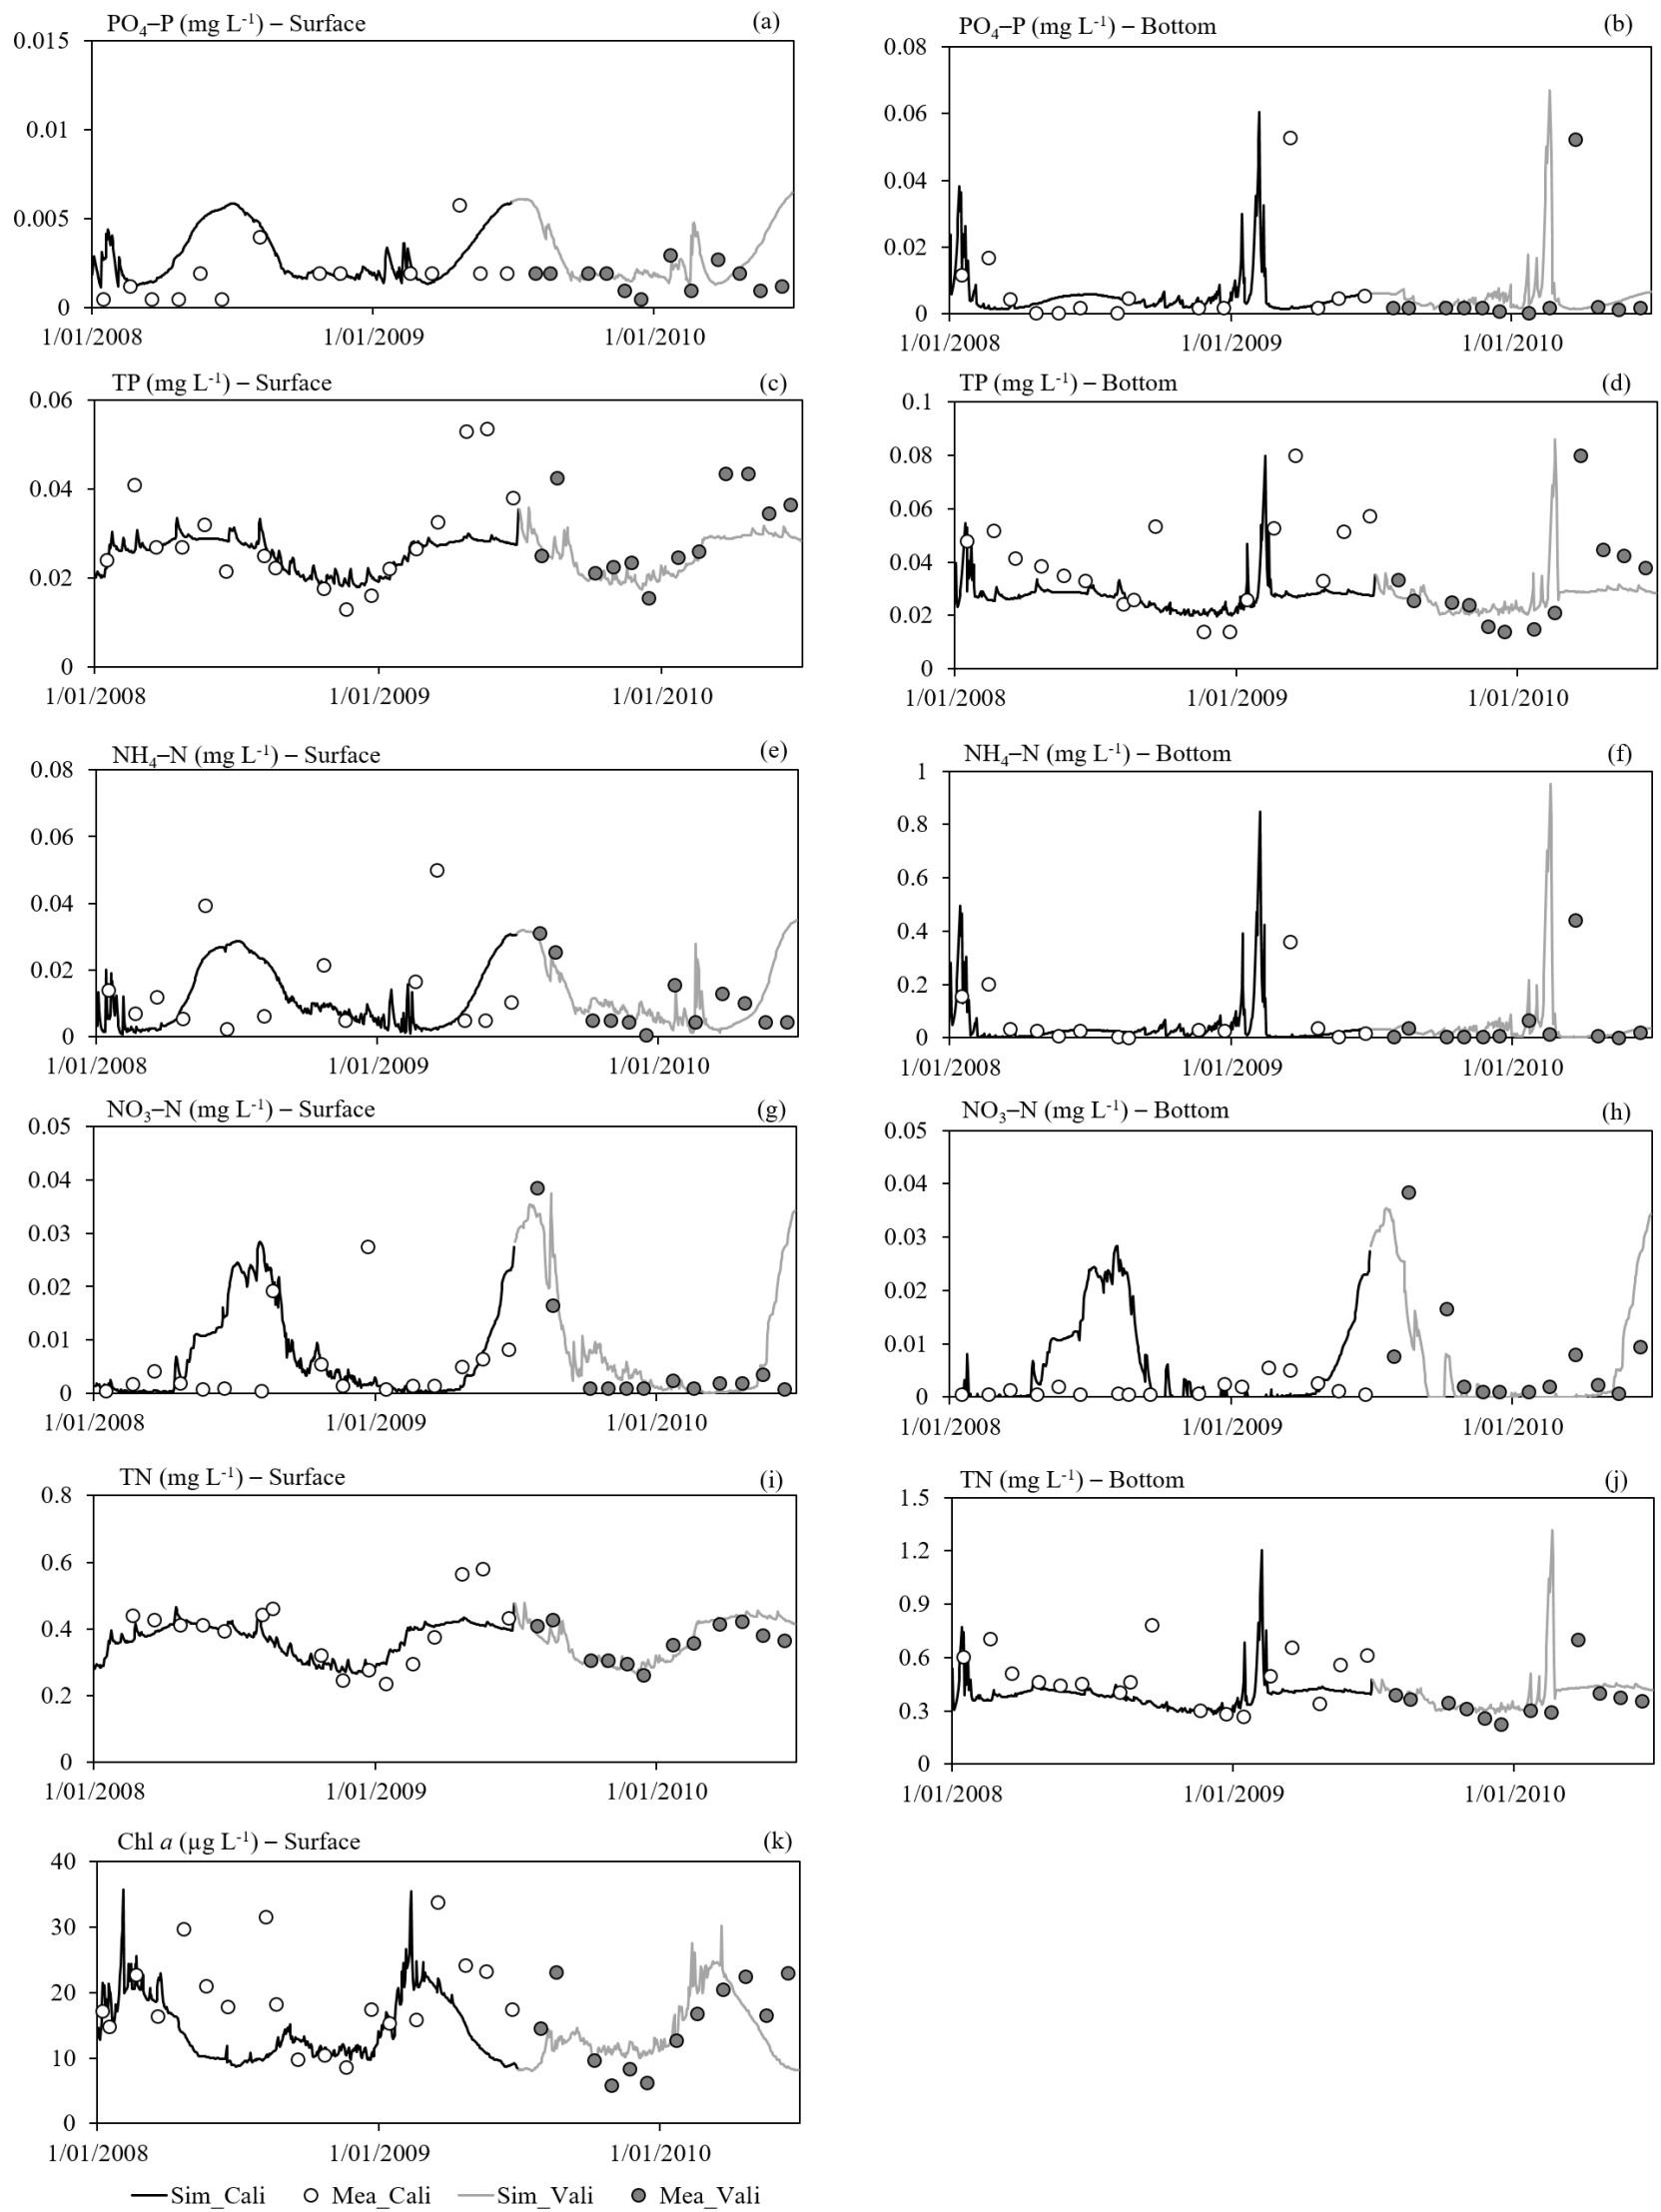 PO₄–P (mg L⁻¹) – Surface (a)
0.015
0.01
0.005
0
1/01/2008 1/01/2009 1/01/2010
PO₄–P (mg L⁻¹) – Bottom (b)
0.08
0.06
0.04
0.02
0
1/01/2008 1/01/2009 1/01/2010
TP (mg L⁻¹) – Surface (c)
0.06
0.04
0.02
0
1/01/2008 1/01/2009 1/01/2010
TP (mg L⁻¹) – Bottom (d)
0.1
0.08
0.06
0.04
0.02
0
1/01/2008 1/01/2009 1/01/2010
NH₄–N (mg L⁻¹) – Surface (e)
0.08
0.06
0.04
0.02
0
1/01/2008 1/01/2009 1/01/2010
NH₄–N (mg L⁻¹) – Bottom (f)
1
0.8
0.6
0.4
0.2
0
1/01/2008 1/01/2009 1/01/2010
NO₃–N (mg L⁻¹) – Surface (g)
0.05
0.04
0.03
0.02
0.01
0
1/01/2008 1/01/2009 1/01/2010
NO₃–N (mg L⁻¹) – Bottom (h)
0.05
0.04
0.03
0.02
0.01
0
1/01/2008 1/01/2009 1/01/2010
TN (mg L⁻¹) – Surface (i)
0.8
0.6
0.4
0.2
0
1/01/2008 1/01/2009 1/01/2010
TN (mg L⁻¹) – Bottom (j)
1.5
1.2
0.9
0.6
0.3
0
1/01/2008 1/01/2009 1/01/2010
Chl a (µg L⁻¹) – Surface (k)
40
30
20
10
0
1/01/2008 1/01/2009 1/01/2010
Sim_Cali Mea_Cali Sim_Vali Mea_Vali